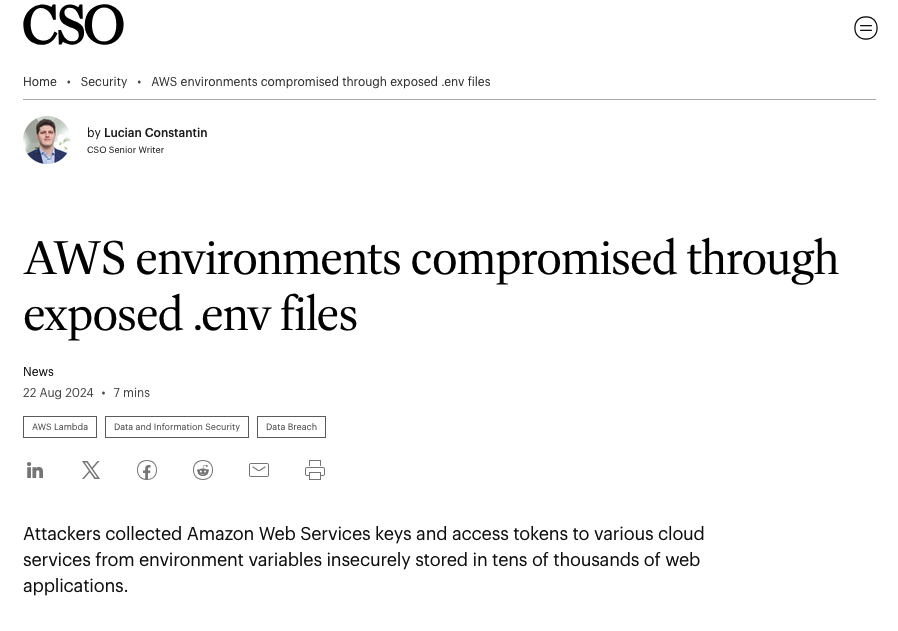 CSO
Home • Security • AWS environments compromised through exposed .env files
by Lucian Constantin
CSO Senior Writer
AWS environments compromised through
exposed .env files
News
22 Aug 2024 • 7 mins
AWS Lambda Data and Information Security Data Breach
in
Attackers collected Amazon Web Services keys and access tokens to various cloud
services from environment variables insecurely stored in tens of thousands of web
applications.